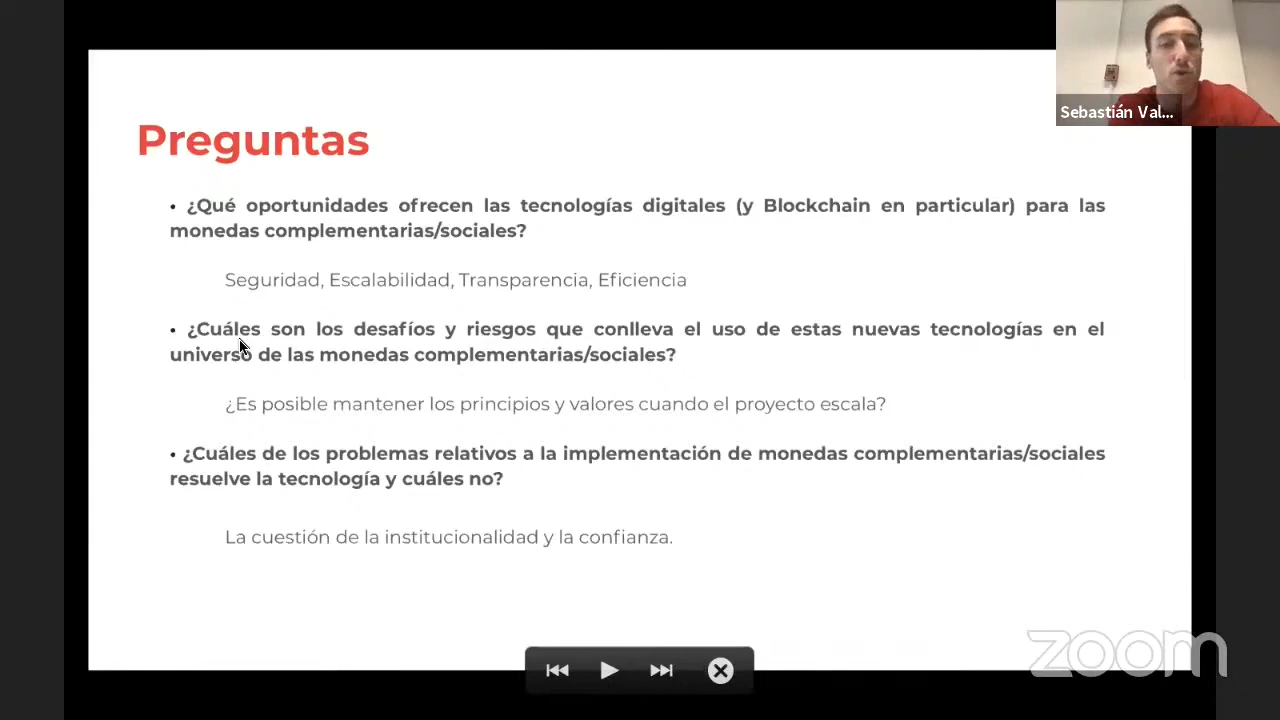 Sebastián Val...
Preguntas
• ¿Qué oportunidades ofrecen las tecnologías digitales (y Blockchain en particular) para las
monedas complementarias/sociales?
Seguridad, Escalabilidad, Transparencia, Eficiencia
• ¿Cuáles son los desafíos y riesgos que conlleva el uso de estas nuevas tecnologías en el
universo de las monedas complementarias/sociales?
¿Es posible mantener los principios y valores cuando el proyecto escala?
• ¿Cuáles de los problemas relativos a la implementación de monedas complementarias/sociales
resuelve la tecnología y cuáles no?
La cuestión de la institucionalidad y la confianza.
zoom